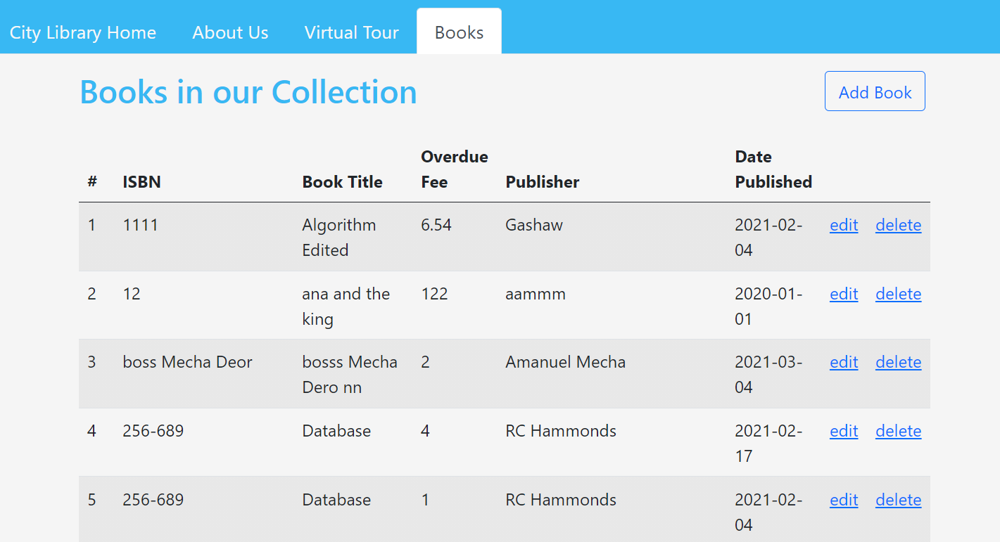 City Library Home About Us Virtual Tour Books
Books in our Collection Add Book
Overdue Date
# ISBN Book Title Fee Publisher Published
1 1111 Algorithm 6.54 Gashaw 2021-02- edit delete
Edited 04
2 12 ana and the 122 aammm 2020-01- edit delete
king 01
3 boss Mecha Deor bosss Mecha 2 Amanuel Mecha 2021-03- edit delete
Dero nn 04
4 256-689 Database 4 RC Hammonds 2021-02- edit delete
17
5 256-689 Database 1 RC Hammonds 2021-02- edit delete
04